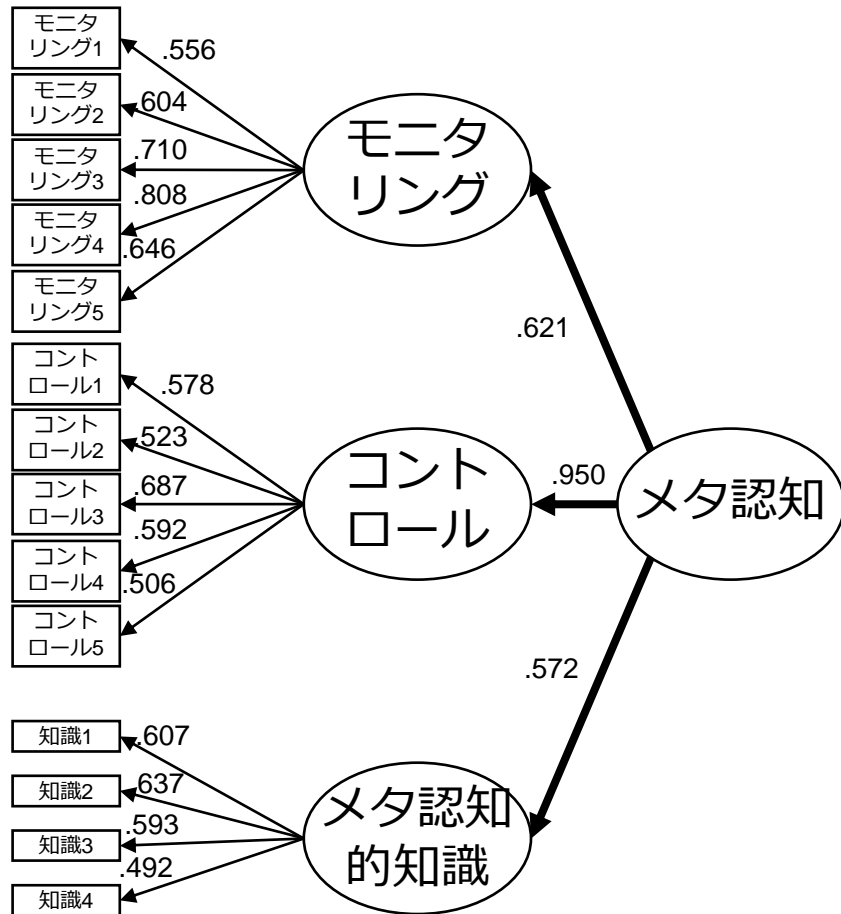 モニタ
リング1
.556
モニタ
リング2
.604
モニタ
リング3
.710
モニタ
リング4
.808
モニタ
リング5
.646
モニタ
リング
.621
コント
ロール1
.578
コント
ロール2
.523
コント
ロール3
.687
コント
ロール4
.592
コント
ロール5
.506
コント
ロール
.950
メタ認知
.572
知識1
.607
知識2
.637
知識3
.593
知識4
.492
メタ認知
的知識